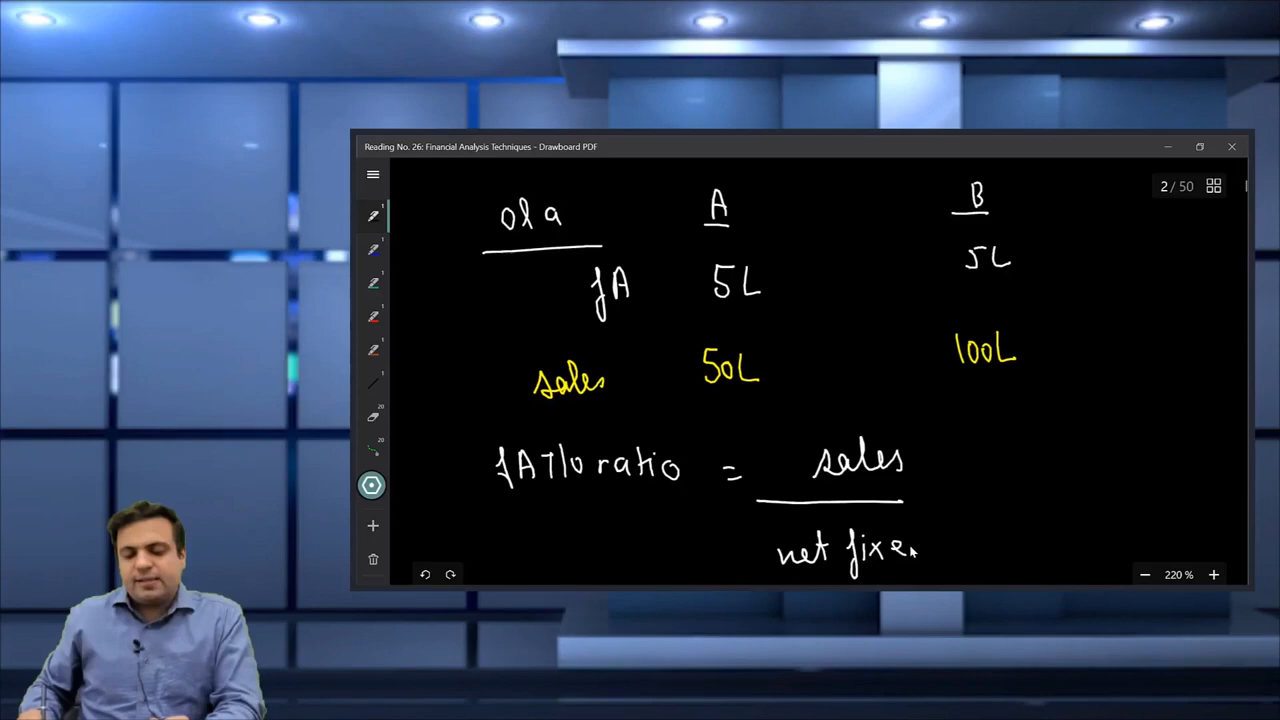 Reading No. 26: Financial Analysis Techniques - Drawboard PDF
2 / 50
ola A B
fA 5L 5L
sales 50L 100L
fAT/o ratio = sales
net fixe
220 %